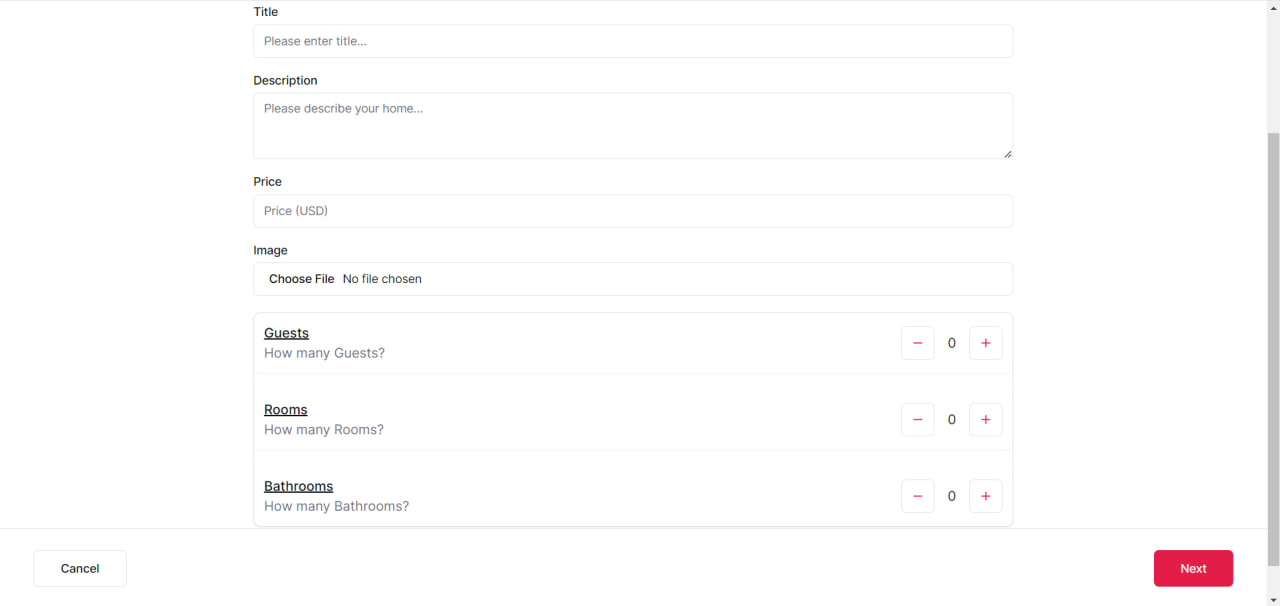 Title
Please enter title...
Description
Please describe your home...
Price
Price (USD)
Image
Choose File No file chosen
Guests
How many Guests?
− 0 +
Rooms
How many Rooms?
− 0 +
Bathrooms
How many Bathrooms?
− 0 +
Cancel
Next